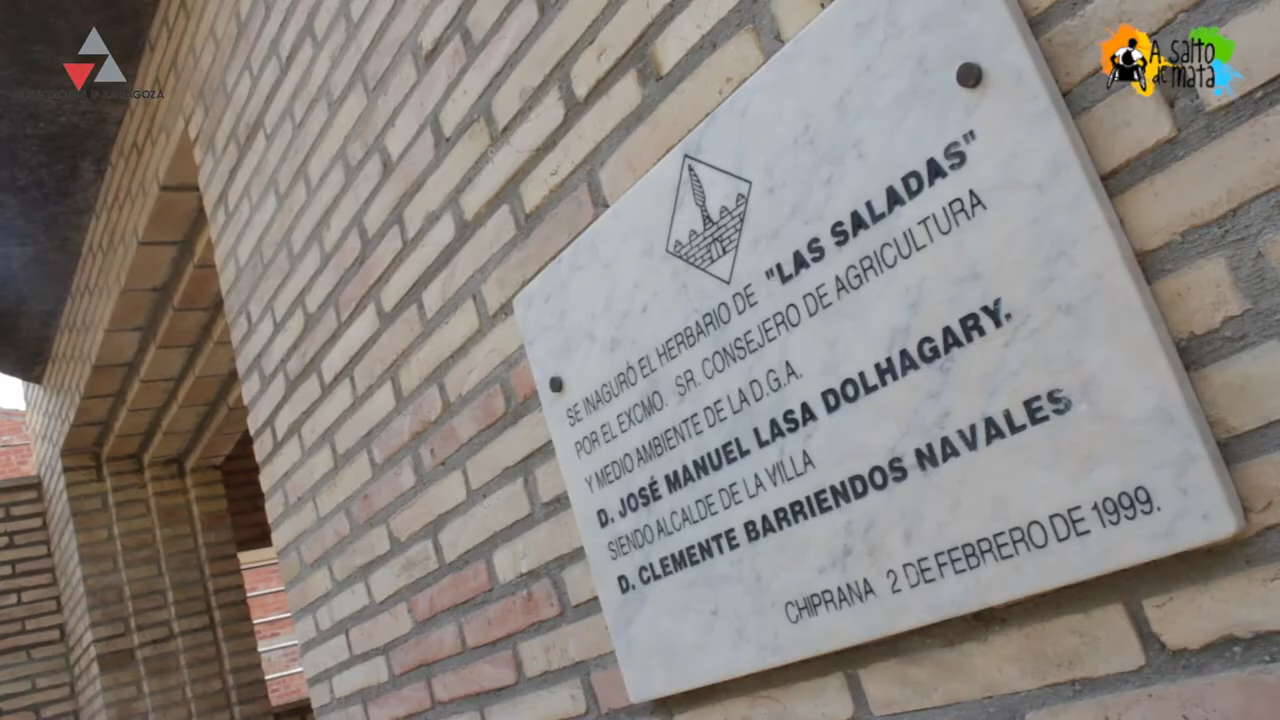 A salto
de mata
SE INAGURÓ EL HERBARIO DE "LAS SALADAS"
POR EL EXCMO. SR. CONSEJERO DE AGRICULTURA
Y MEDIO AMBIENTE DE LA D.G.A.
D. JOSÉ MANUEL LASA DOLHAGARY.
SIENDO ALCALDE DE LA VILLA
D. CLEMENTE BARRIENDOS NAVALES
CHIPRANA 2 DE FEBRERO DE 1999.